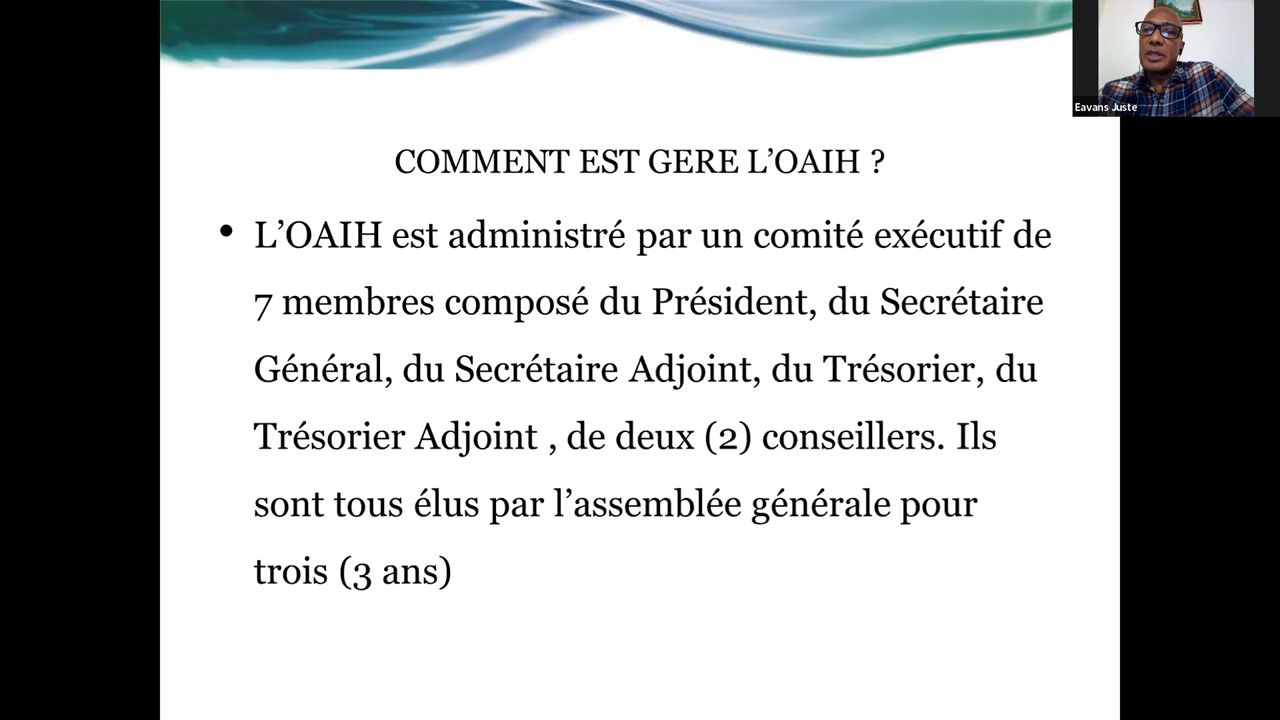 COMMENT EST GERE L’OAIH ?
• L’OAIH est administré par un comité exécutif de
7 membres composé du Président, du Secrétaire
Général, du Secrétaire Adjoint, du Trésorier, du
Trésorier Adjoint , de deux (2) conseillers. Ils
sont tous élus par l’assemblée générale pour
trois (3 ans)
Eavans Juste